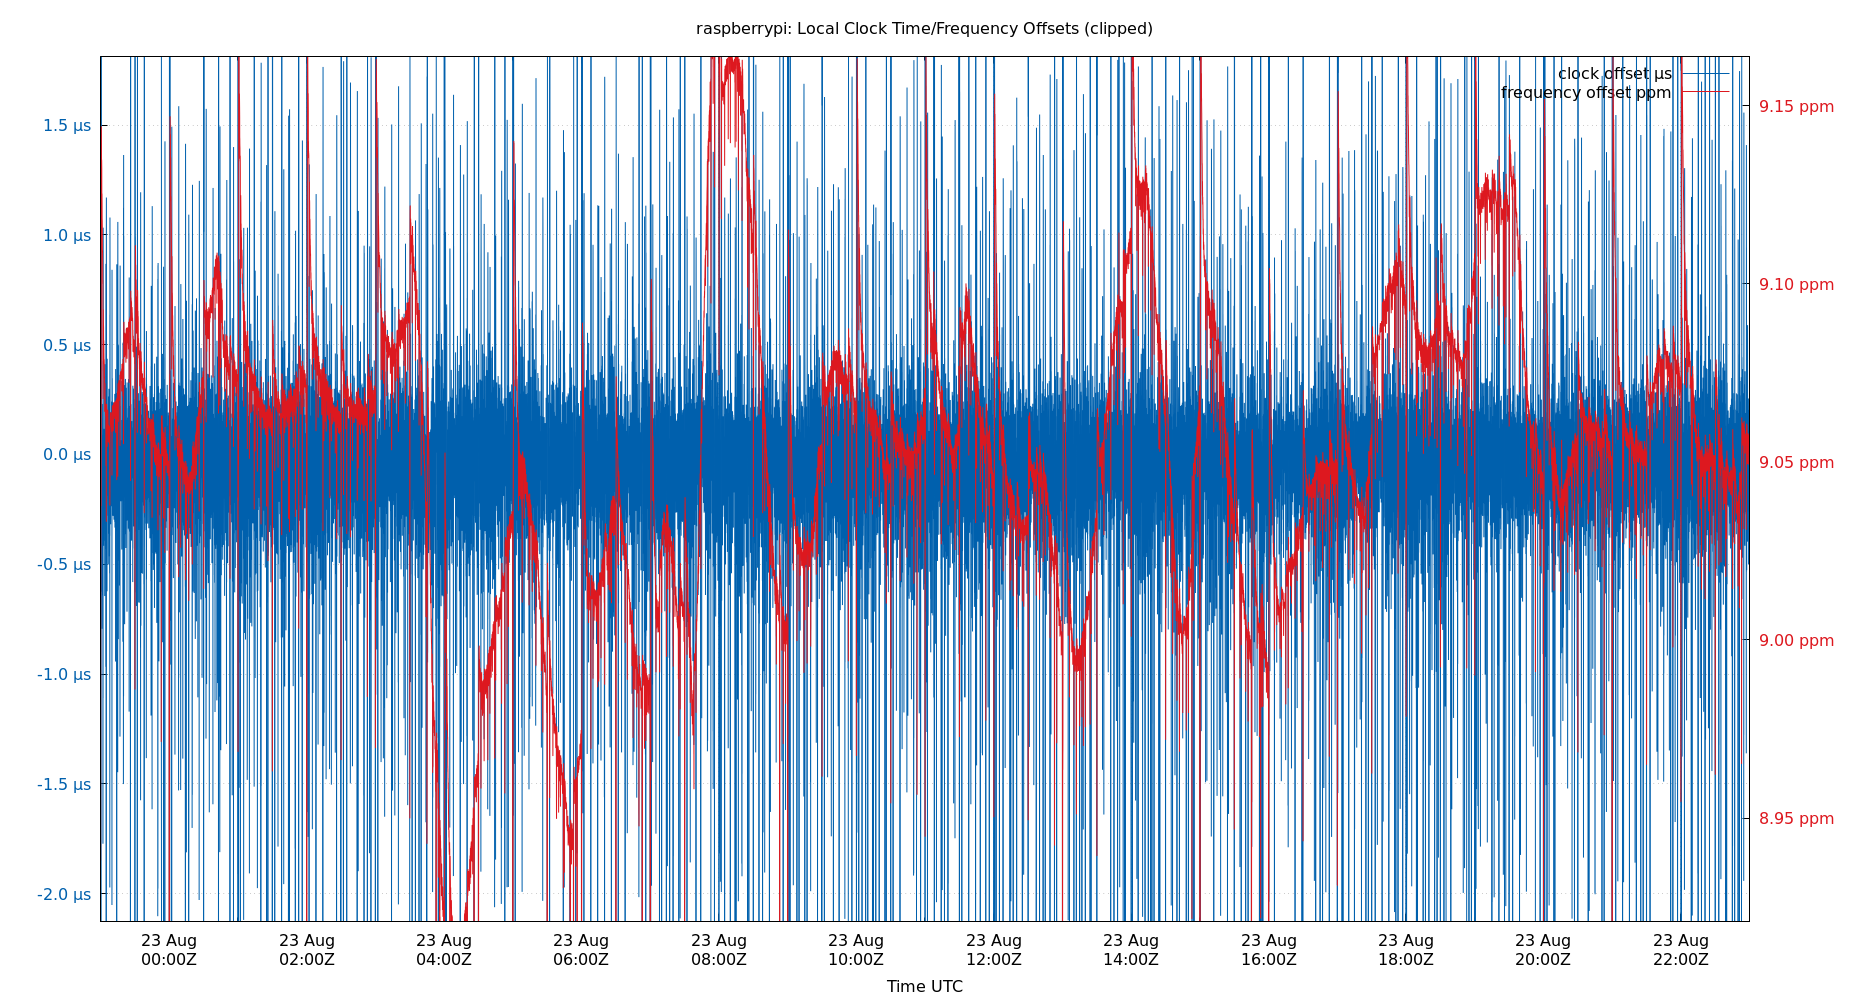 raspberrypi: Local Clock Time/Frequency Offsets (clipped)
clock offset µs
frequency offset ppm
1.5 µs
1.0 µs
0.5 µs
0.0 µs
-0.5 µs
-1.0 µs
-1.5 µs
-2.0 µs
9.15 ppm
9.10 ppm
9.05 ppm
9.00 ppm
8.95 ppm
23 Aug 23 Aug 23 Aug 23 Aug 23 Aug 23 Aug 23 Aug 23 Aug 23 Aug 23 Aug 23 Aug 23 Aug
00:00Z 02:00Z 04:00Z 06:00Z 08:00Z 10:00Z 12:00Z 14:00Z 16:00Z 18:00Z 20:00Z 22:00Z
Time UTC